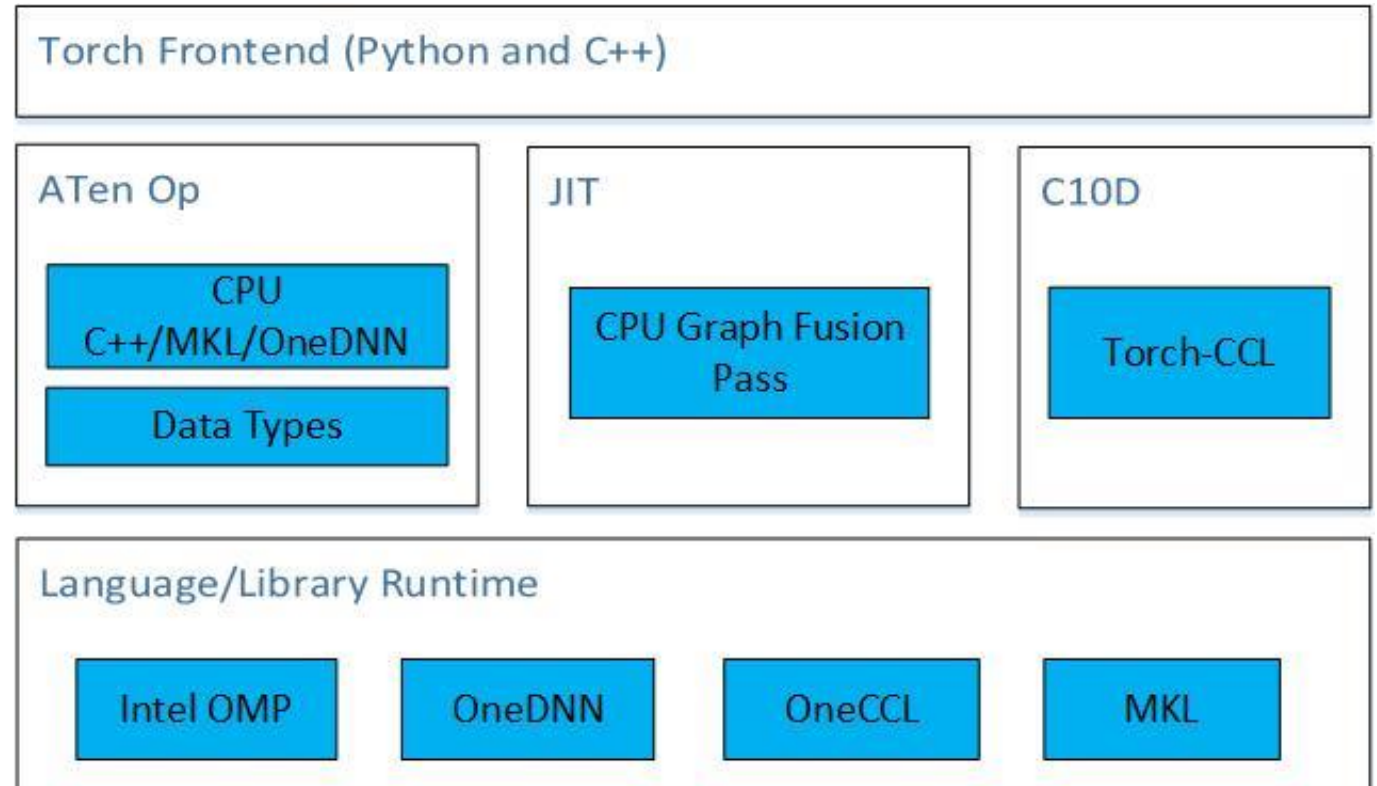 Torch Frontend (Python and C++)
ATen Op
CPU
C++/MKL/OneDNN
Data Types
JIT
CPU Graph Fusion
Pass
C10D
Torch-CCL
Language/Library Runtime
Intel OMP
OneDNN
OneCCL
MKL